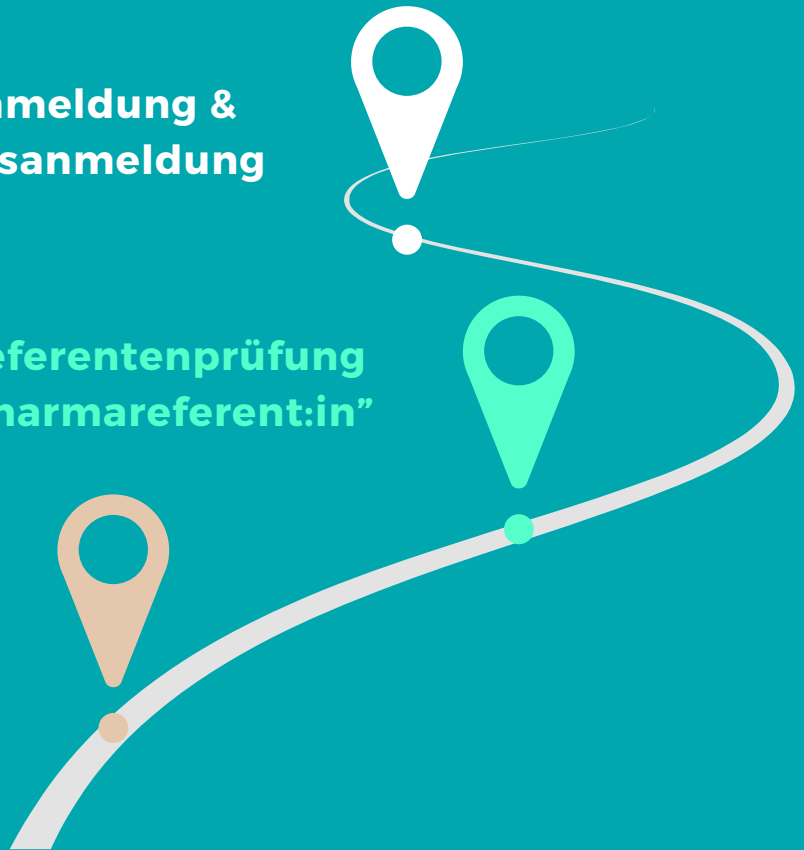 nmeldung &
sanmeldung
eferentenprüfung
harmareferent:in”